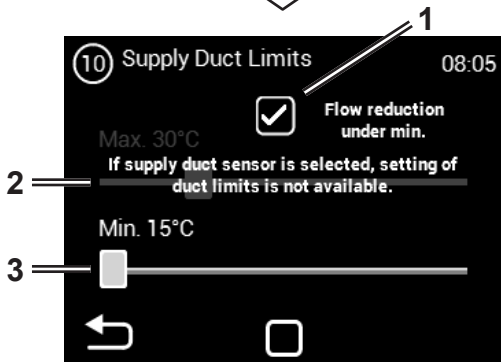 1
10 Supply Duct Limits 08:05
Flow reduction
under min.
Max. 30°C
If supply duct sensor is selected, setting of
duct limits is not available.
2
Min. 15°C
3